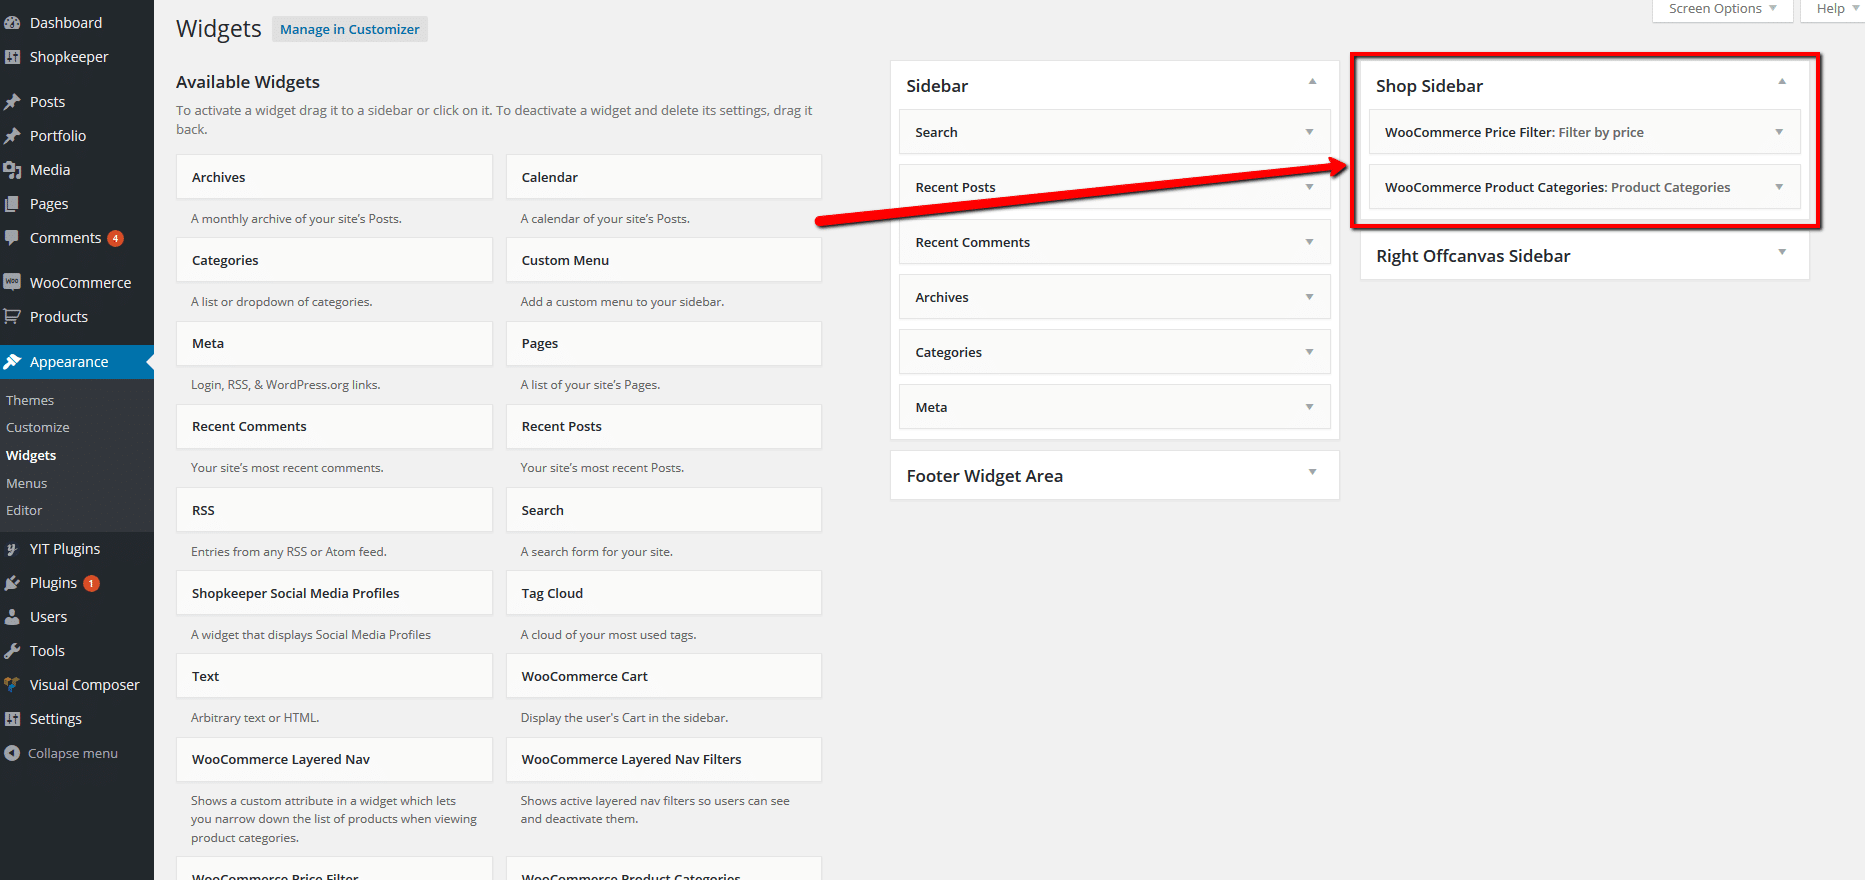 Dashboard
Shopkeeper
Posts
Portfolio
Media
Pages
Comments 4
WooCommerce
Products
Appearance
Themes
Customize
Widgets
Menus
Editor
YIT Plugins
Plugins 1
Users
Tools
Visual Composer
Settings
Collapse menu
Screen Options
Help
Widgets
Manage in Customizer
Available Widgets
To activate a widget drag it to a sidebar or click on it. To deactivate a widget and delete its settings, drag it
back.
Archives
A monthly archive of your site’s Posts.
Calendar
A calendar of your site’s Posts.
Categories
A list or dropdown of categories.
Custom Menu
Add a custom menu to your sidebar.
Meta
Login, RSS, & WordPress.org links.
Pages
A list of your site’s Pages.
Recent Comments
Your site’s most recent comments.
Recent Posts
Your site’s most recent Posts.
RSS
Entries from any RSS or Atom feed.
Search
A search form for your site.
Shopkeeper Social Media Profiles
A widget that displays Social Media Profiles
Tag Cloud
A cloud of your most used tags.
Text
Arbitrary text or HTML.
WooCommerce Cart
Display the user's Cart in the sidebar.
WooCommerce Layered Nav
Shows a custom attribute in a widget which lets
you narrow down the list of products when viewing
product categories.
WooCommerce Layered Nav Filters
Shows active layered nav filters so users can see
and deactivate them.
WooCommerce Price Filter
WooCommerce Product Categories
Sidebar
Search
Recent Posts
Recent Comments
Archives
Categories
Meta
Footer Widget Area
Shop Sidebar
WooCommerce Price Filter: Filter by price
WooCommerce Product Categories: Product Categories
Right Offcanvas Sidebar